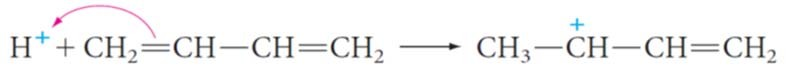 H⁺ + CH₂=CH—CH=CH₂ ⟶ CH₃—C⁺H—CH=CH₂